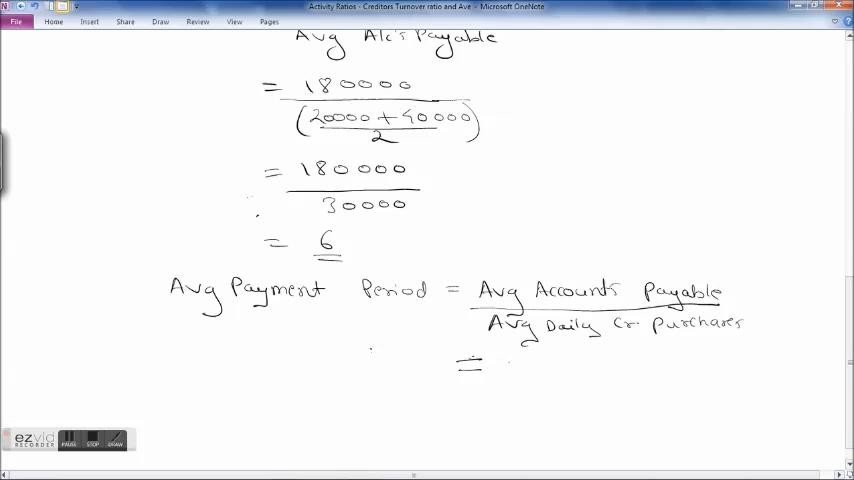 Activity Ratios - Creditors Turnover ratio and Ave - Microsoft OneNote
File Home Insert Share Draw Review View Pages
Avg A/c's Payable
= 180000
(20000 + 40000)
2
= 180000
30000
= 6
Avg Payment Period = Avg Accounts Payable
Avg Daily Cr. Purchases
=
ezvid
RECORDER
PAUSE STOP DRAW